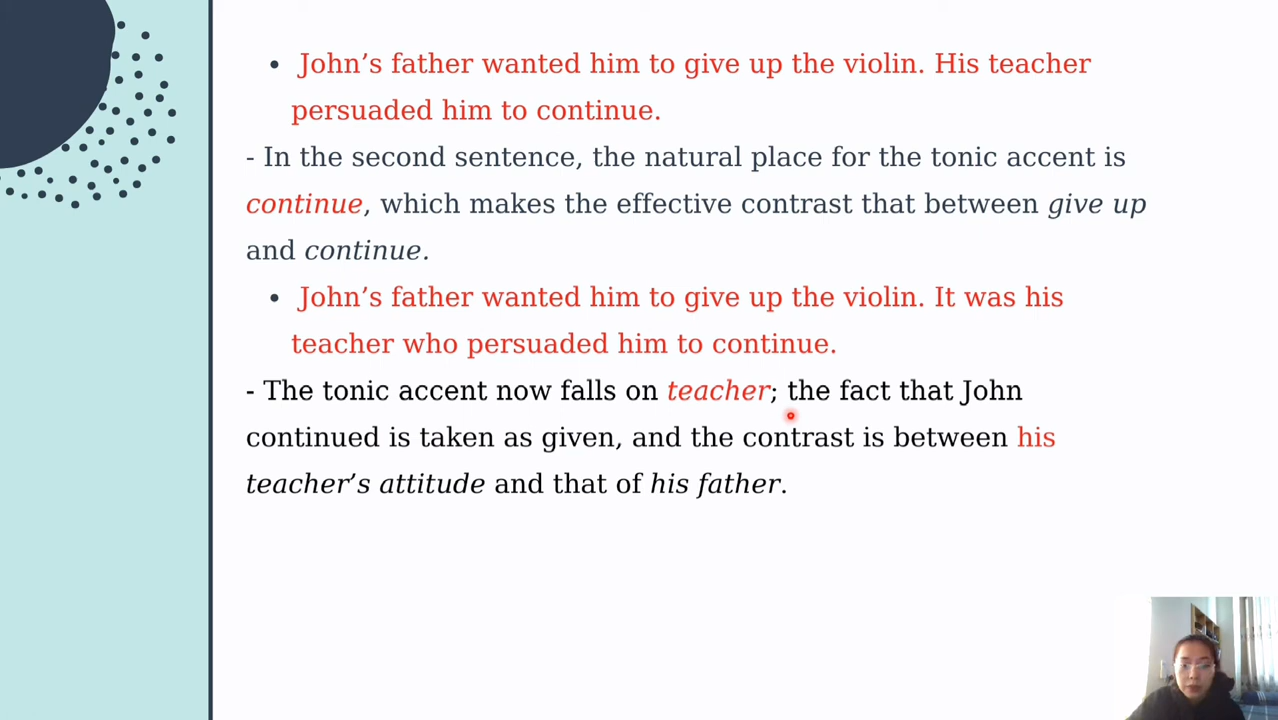 • John’s father wanted him to give up the violin. His teacher
persuaded him to continue.
- In the second sentence, the natural place for the tonic accent is
continue, which makes the effective contrast that between give up
and continue.
• John’s father wanted him to give up the violin. It was his
teacher who persuaded him to continue.
- The tonic accent now falls on teacher; the fact that John
continued is taken as given, and the contrast is between his
teacher’s attitude and that of his father.